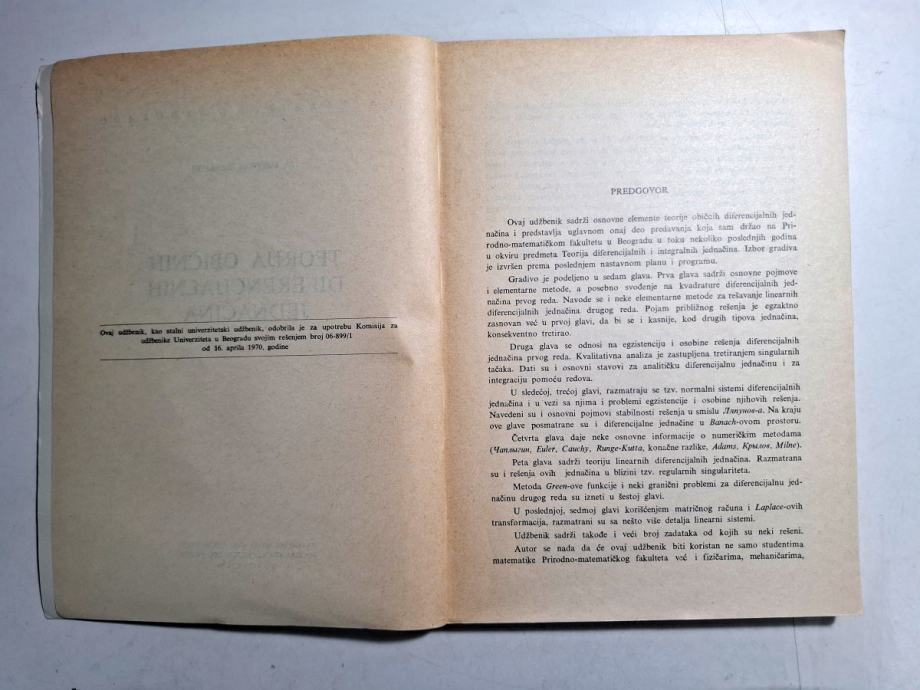 Ovaj udžbenik, kao stalni univerzitetski udžbenik, odobrila je za upotrebu Komisija za
udžbenike Univerziteta u Beogradu svojim rešenjem broj 06-899/1
od 16. aprila 1970. godine
PREDGOVOR
Ovaj udžbenik sadrži osnovne elemente teorije običnih diferencijalnih jed-
načina i predstavlja uglavnom onaj deo predavanja koja sam držao na Pri-
rodno-matematičkom fakultetu u Beogradu u toku nekoliko poslednjih godina
u okviru predmeta Teorija diferencijalnih i integralnih jednačina. Izbor gradiva
je izvršen prema poslednjem nastavnom planu i programu.
Gradivo je podeljeno u sedam glava. Prva glava sadrži osnovne pojmove
i elementarne metode, a posebno svođenje na kvadrature diferencijalnih jed-
načina prvog reda. Navode se i neke elementarne metode za rešavanje linearnih
diferencijalnih jednačina drugog reda. Pojam približnog rešenja je egzaktno
zasnovan već u prvoj glavi, da bi se i kasnije, kod drugih tipova jednačina,
konsekventno tretirao.
Druga glava se odnosi na egzistenciju i osobine rešenja diferencijalnih
jednačina prvog reda. Kvalitativna analiza je zastupljena tretiranjem singularnih
tačaka. Dati su i osnovni stavovi za analitičku diferencijalnu jednačinu i za
integraciju pomoću redova.
U sledećoj, trećoj glavi, razmatraju se tzv. normalni sistemi diferencijalnih
jednačina i u vezi sa njima i problemi egzistencije i osobine njihovih rešenja.
Navedeni su i osnovni pojmovi stabilnosti rešenja u smislu Ляпунов-a. Na kraju
ove glave posmatrane su i diferencijalne jednačine u Banach-ovom prostoru.
Četvrta glava daje neke osnovne informacije o numeričkim metodama
(Чаплыгин, Euler, Cauchy, Runge-Kutta, konačne razlike, Adams, Крылов, Milne).
Peta glava sadrži teoriju linearnih diferencijalnih jednačina. Razmatrana
su i rešenja ovih jednačina u blizini tzv. regularnih singulariteta.
Metoda Green-ove funkcije i neki granični problemi za diferencijalnu jed-
načinu drugog reda su izneti u šestoj glavi.
U poslednjoj, sedmoj glavi korišćenjem matričnog računa i Laplace-ovih
transformacija, razmatrani su sa nešto više detalja linearni sistemi.
Udžbenik sadrži takođe i veći broj zadataka od kojih su neki rešeni.
Autor se nada da će ovaj udžbenik biti koristan ne samo studentima
matematike Prirodno-matematičkog fakulteta već i fizičarima, mehaničarima,